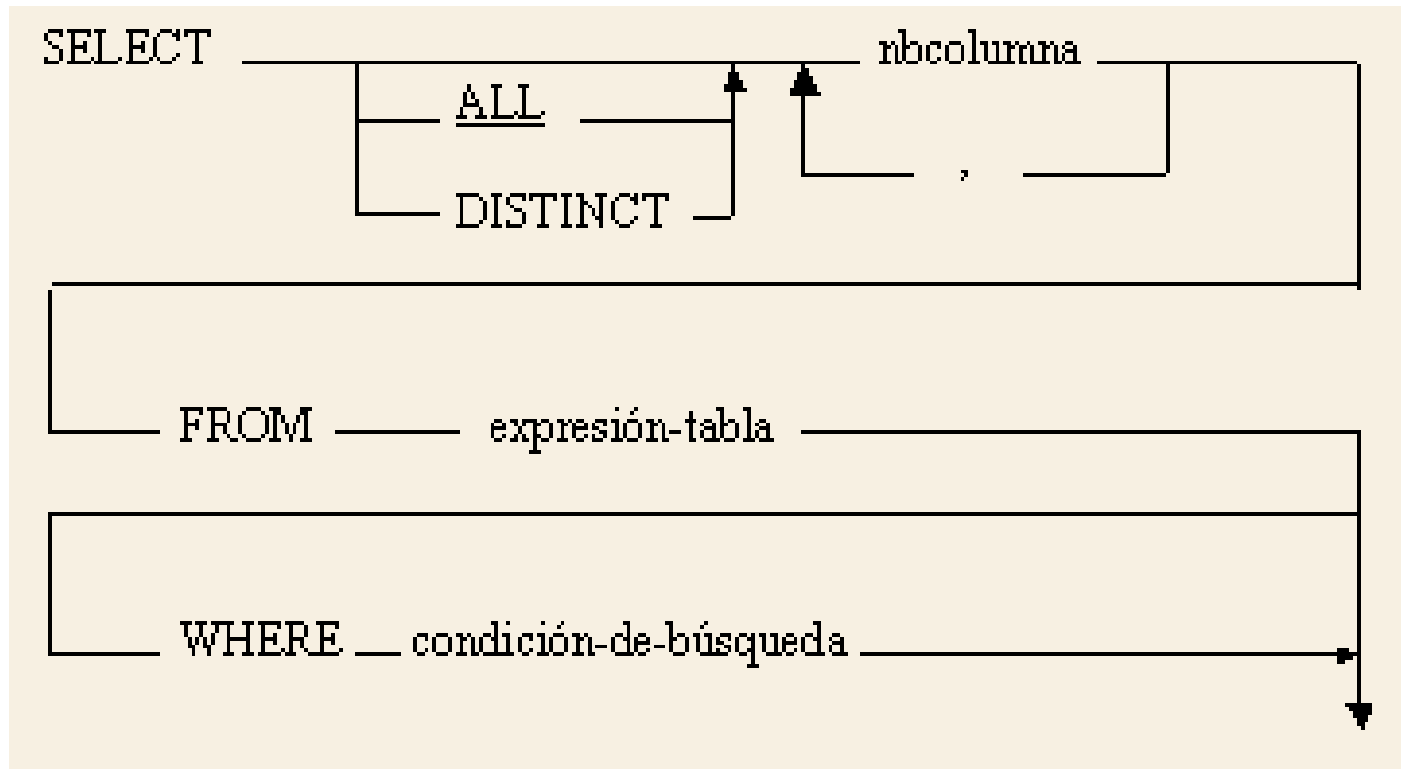 SELECT nbcolumna
ALL
,
DISTINCT
FROM expresión-tabla
WHERE condición-de-búsqueda